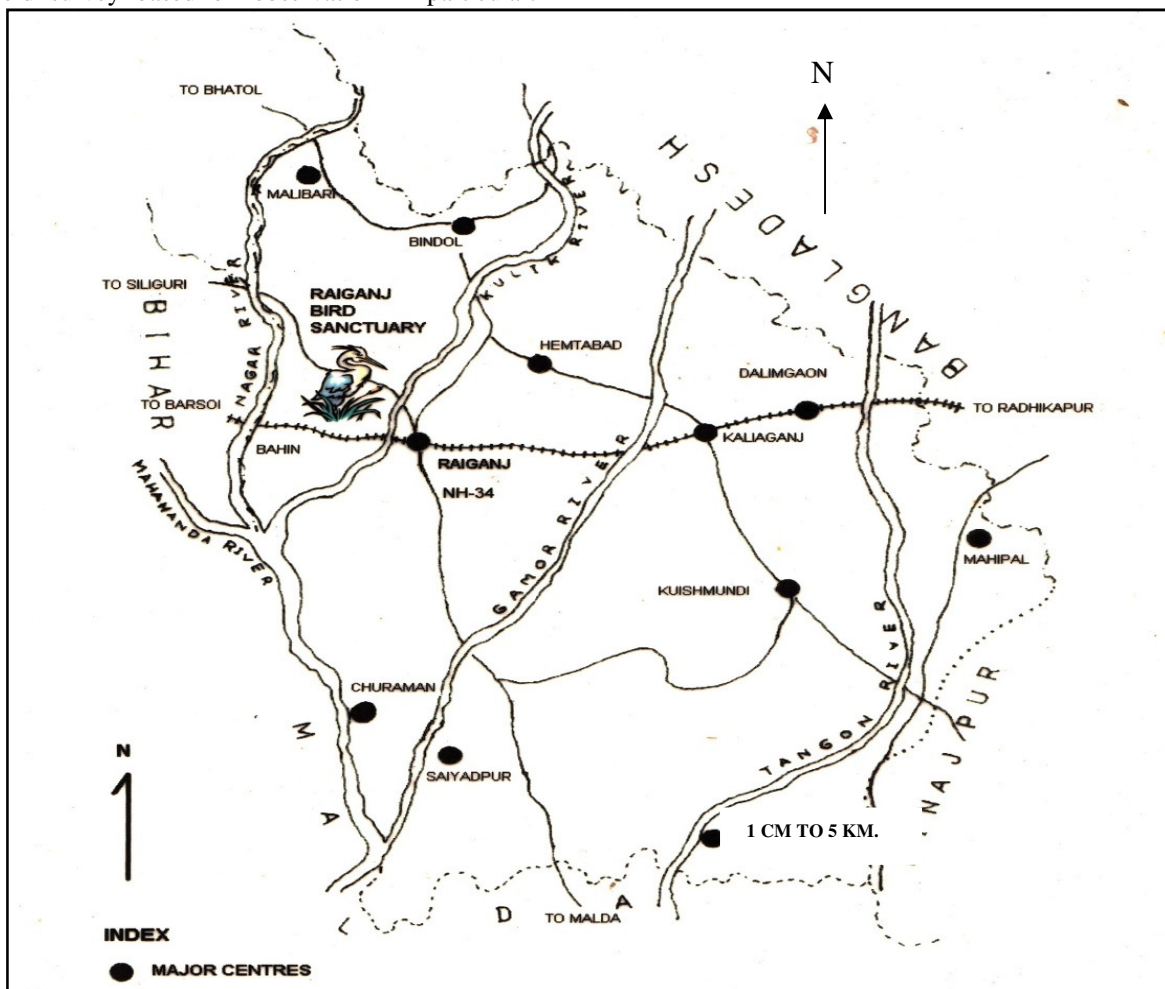 N
TO BHATOL
MALIBARI
BINDOL
KULIK RIVER
BANGLADESH
TO SILIGURI
BIHAR
NAGAR RIVER
RAIGANJ
BIRD
SANCTUARY
HEMTABAD
DALIMGAON
TO BARSOI
TO RADHIKAPUR
BAHIN
KALIAGANJ
RAIGANJ
NH-34
MAHANANDA RIVER
GAMOR RIVER
MAHIPAL
KUISHMUNDI
CHURAMAN
TANGON RIVER
NAJPUR
SAIYADPUR
N
1 CM TO 5 KM.
MALDA
TO MALDA
INDEX
MAJOR CENTRES